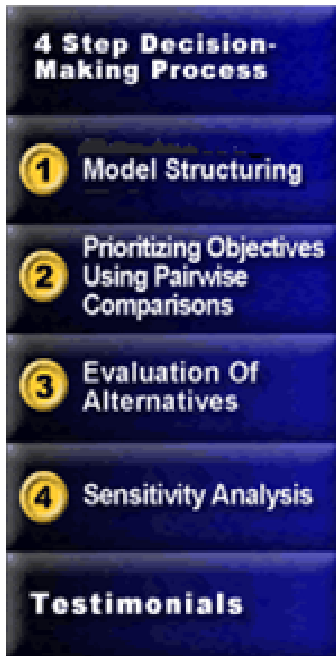 4 Step Decision-
Making Process
1 Model Structuring
2 Prioritizing Objectives
Using Pairwise
Comparisons
3 Evaluation Of
Alternatives
4 Sensitivity Analysis
Testimonials